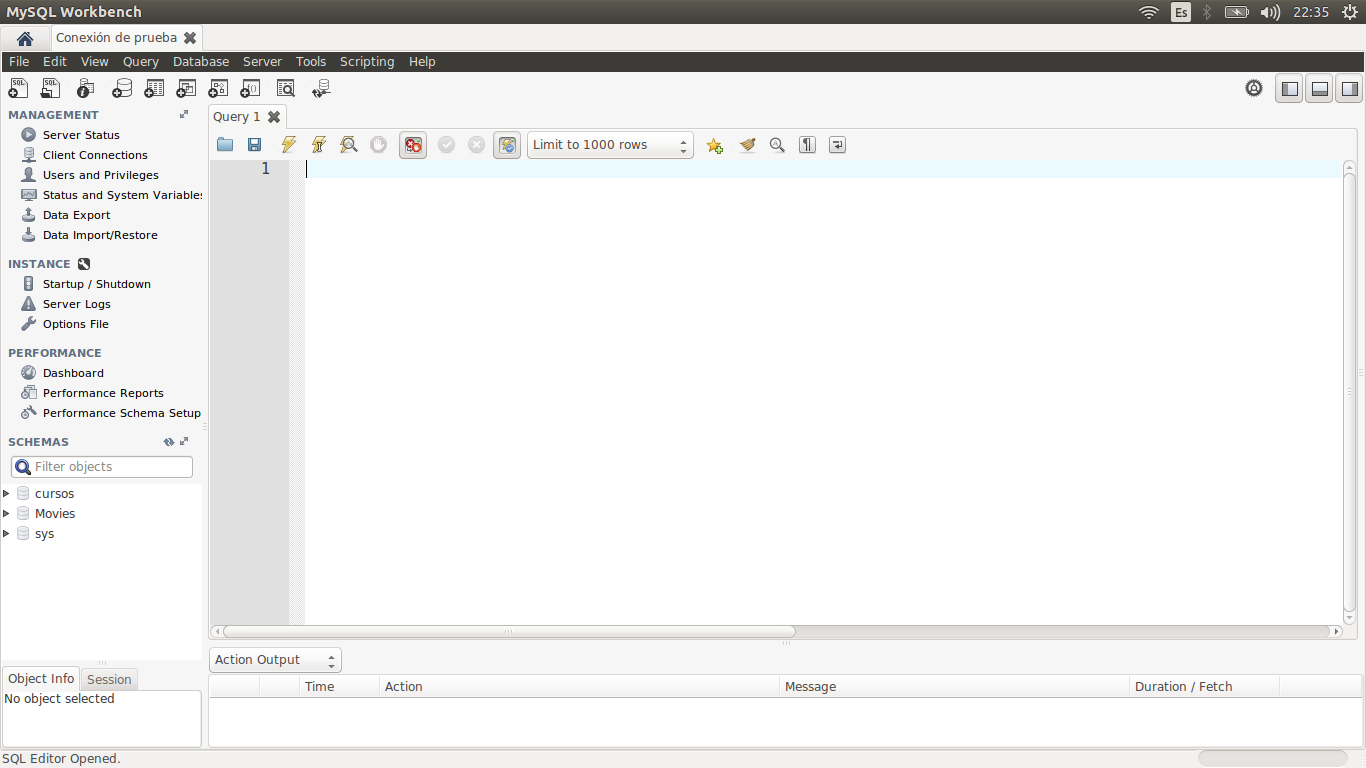 MySQL Workbench
Es
22:35
Conexión de prueba
File Edit View Query Database Server Tools Scripting Help
SQL
SQL
MANAGEMENT
Server Status
Client Connections
Users and Privileges
Status and System Variables
Data Export
Data Import/Restore
INSTANCE
Startup / Shutdown
Server Logs
Options File
PERFORMANCE
Dashboard
Performance Reports
Performance Schema Setup
SCHEMAS
Filter objects
cursos
Movies
sys
Object Info Session
No object selected
Query 1
Limit to 1000 rows
1
Action Output
Time Action Message Duration / Fetch
SQL Editor Opened.